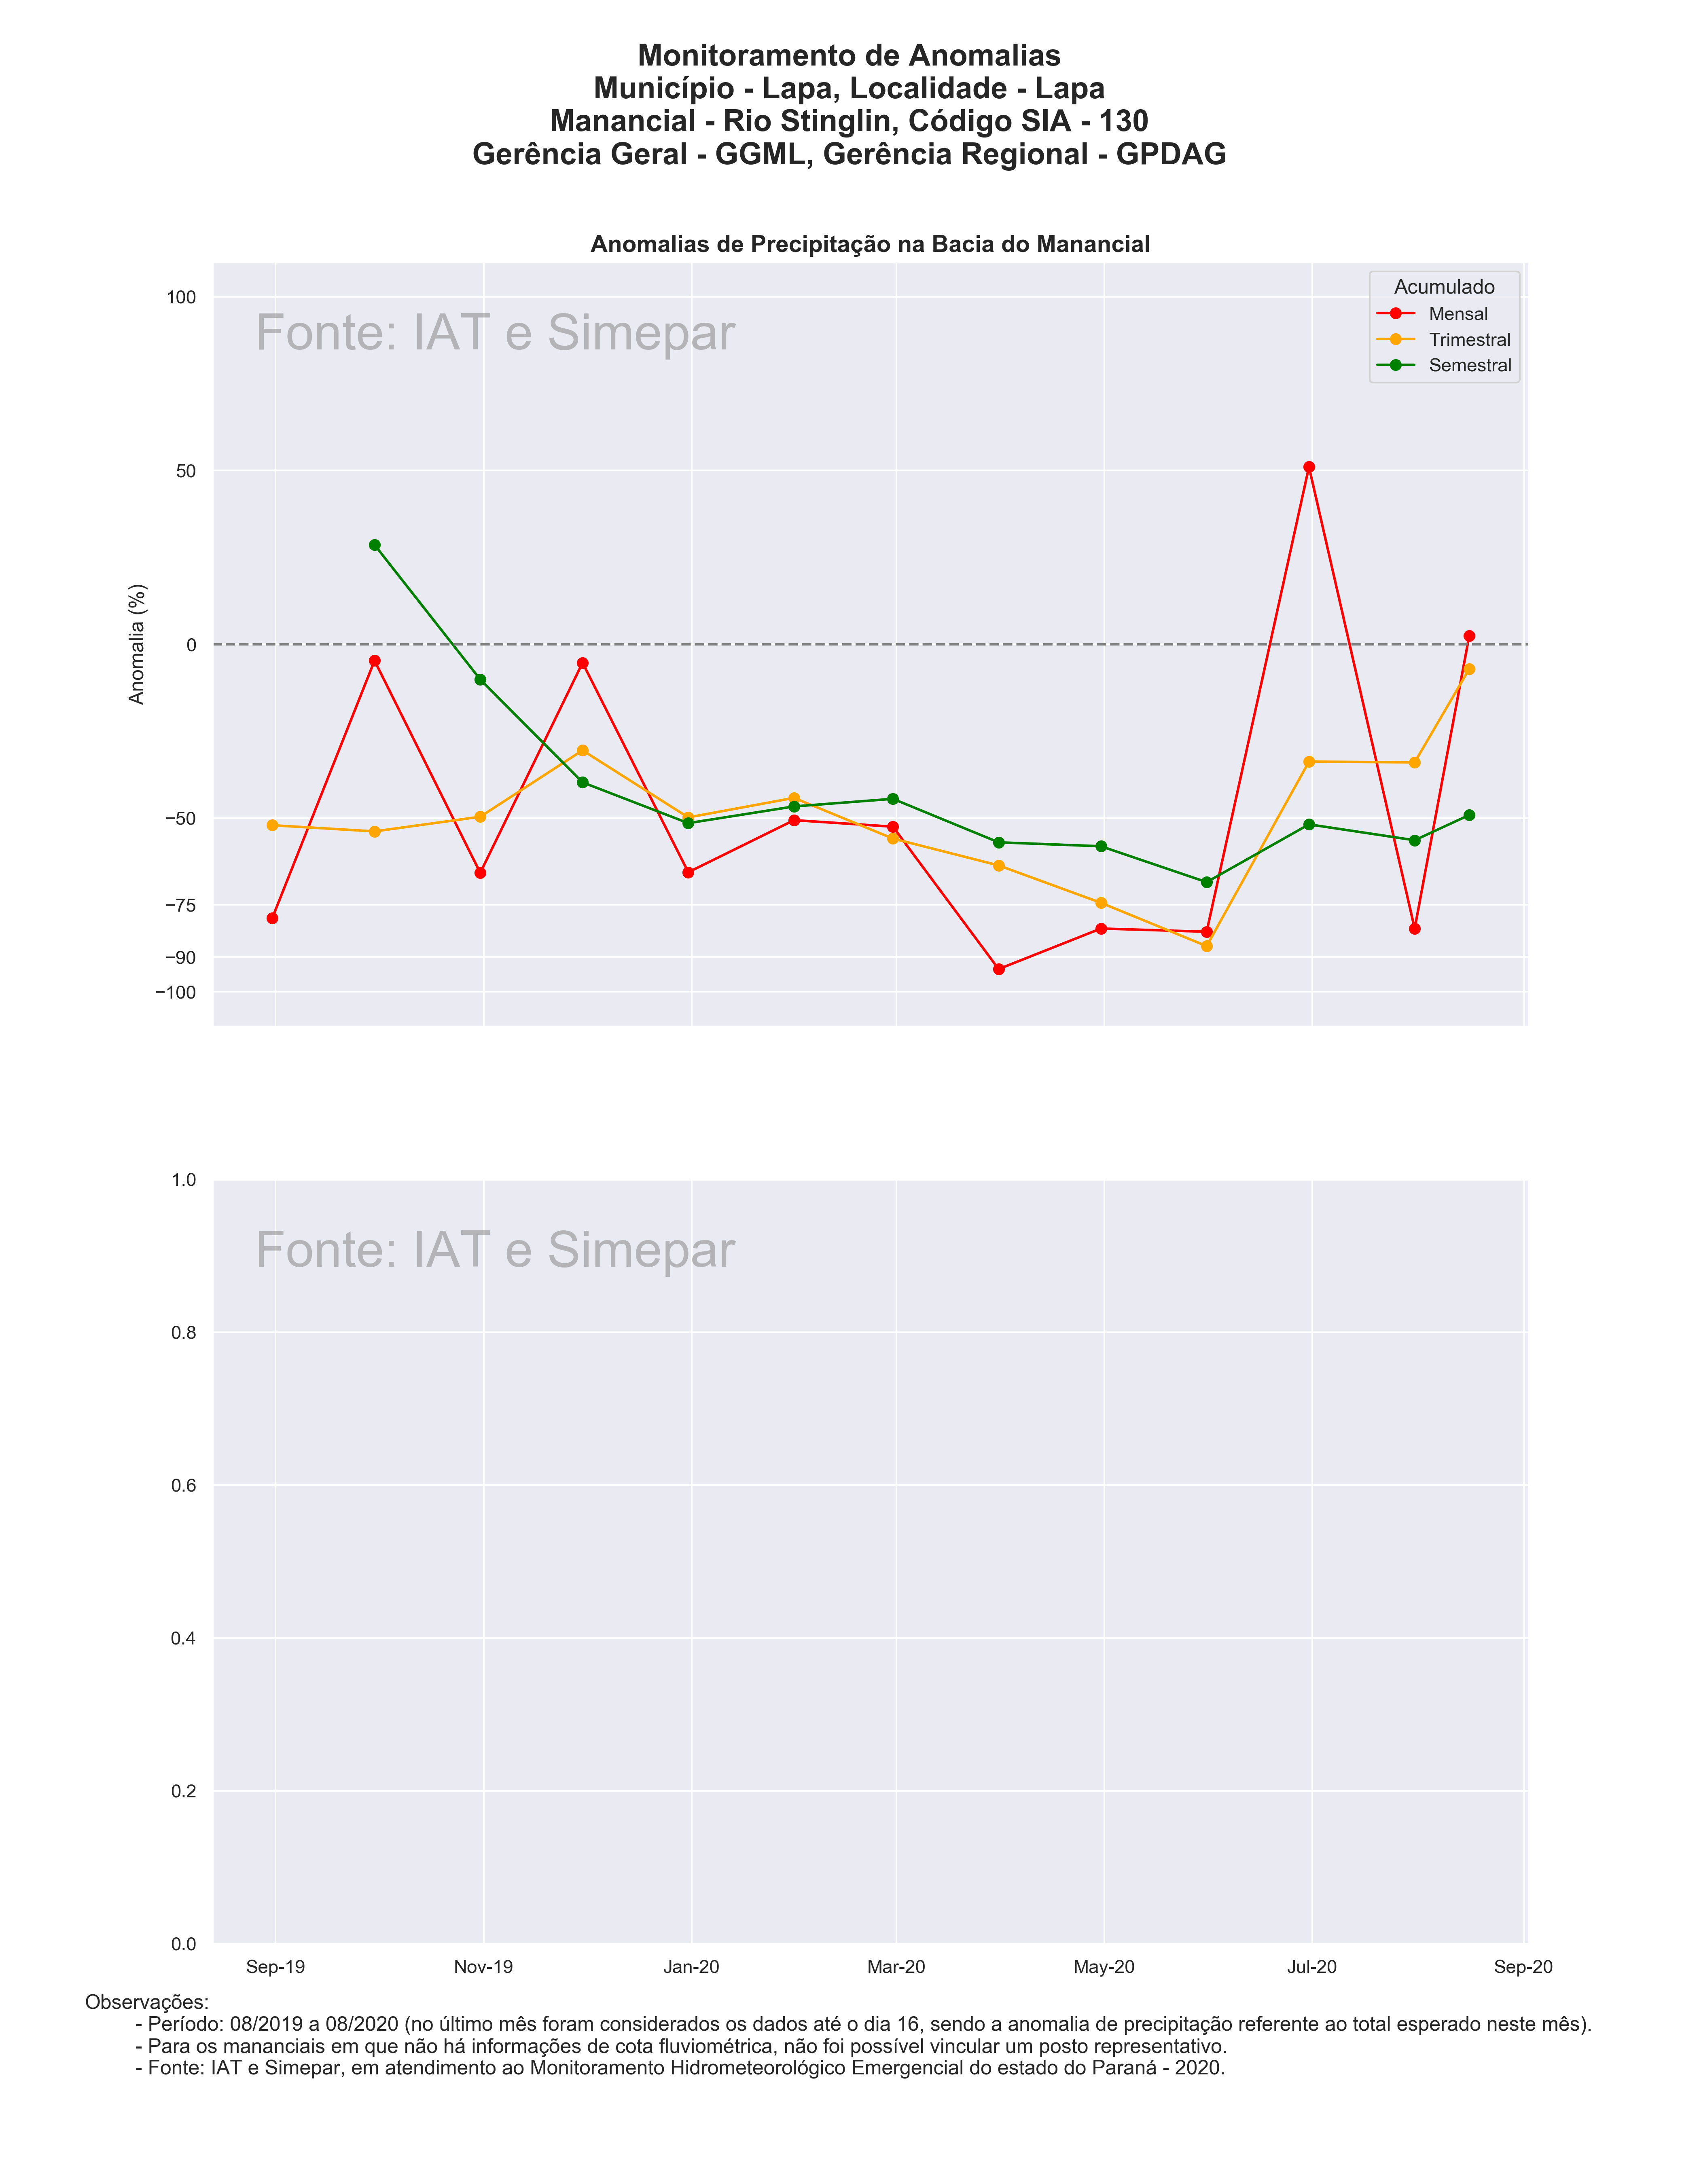 Monitoramento de Anomalias
Município - Lapa, Localidade - Lapa
Manancial - Rio Stinglin, Código SIA - 130
Gerência Geral - GGML, Gerência Regional - GPDAG
Anomalias de Precipitação na Bacia do Manancial
Fonte: IAT e Simepar
Acumulado
Mensal
Trimestral
Semestral
Anomalia (%)
100
50
0
−50
−75
−90
−100
Fonte: IAT e Simepar
1.0
0.8
0.6
0.4
0.2
0.0
Sep-19 Nov-19 Jan-20 Mar-20 May-20 Jul-20 Sep-20
Observações:
- Período: 08/2019 a 08/2020 (no último mês foram considerados os dados até o dia 16, sendo a anomalia de precipitação referente ao total esperado neste mês).
- Para os mananciais em que não há informações de cota fluviométrica, não foi possível vincular um posto representativo.
- Fonte: IAT e Simepar, em atendimento ao Monitoramento Hidrometeorológico Emergencial do estado do Paraná - 2020.